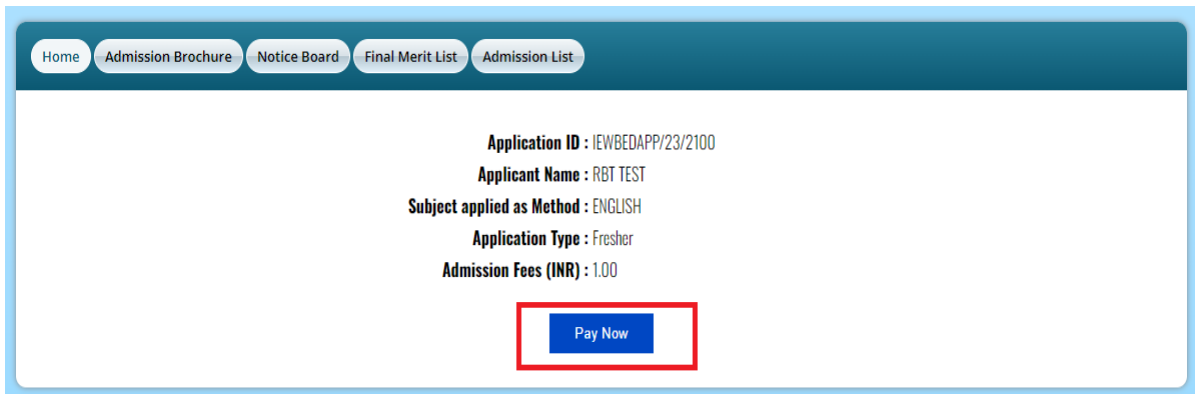 Home Admission Brochure Notice Board Final Merit List Admission List
Application ID : IEWBEDAPP/23/2100
Applicant Name : RBT TEST
Subject applied as Method : ENGLISH
Application Type : Fresher
Admission Fees (INR) : 1.00
Pay Now